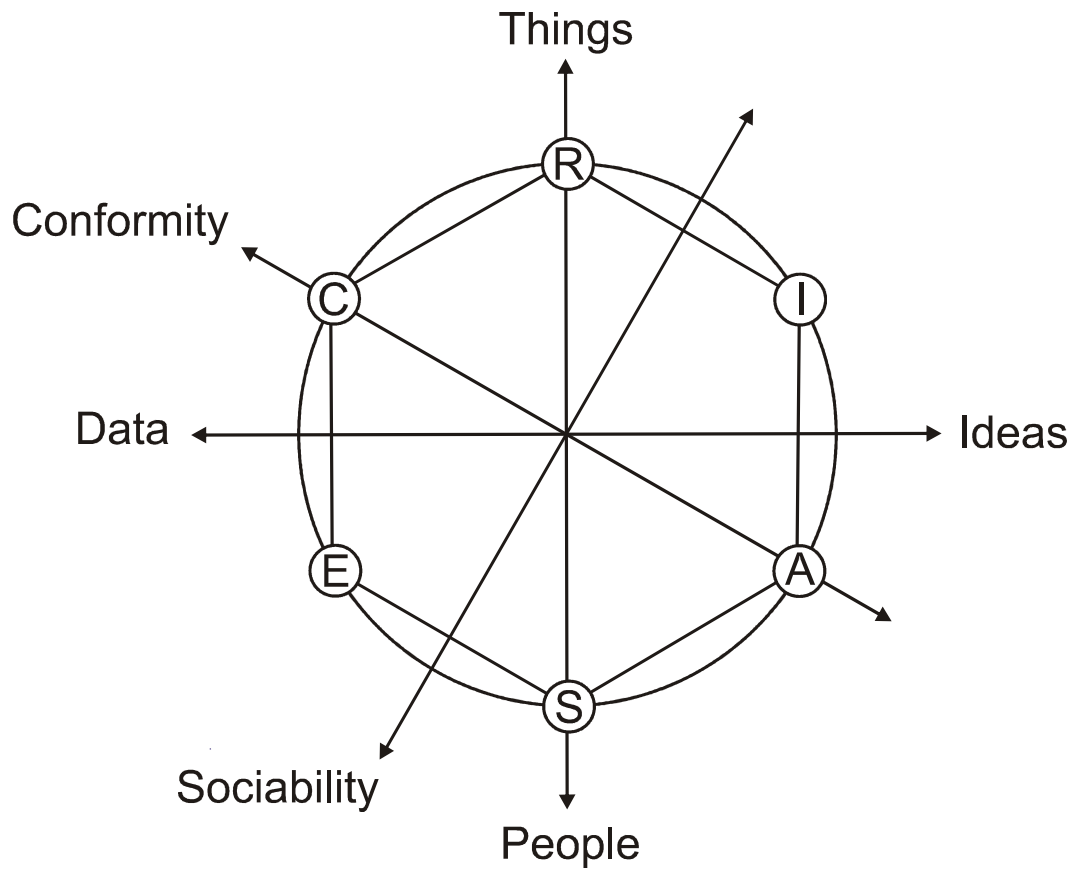 Things
R
Conformity
C
I
Data
Ideas
E
A
S
Sociability
People